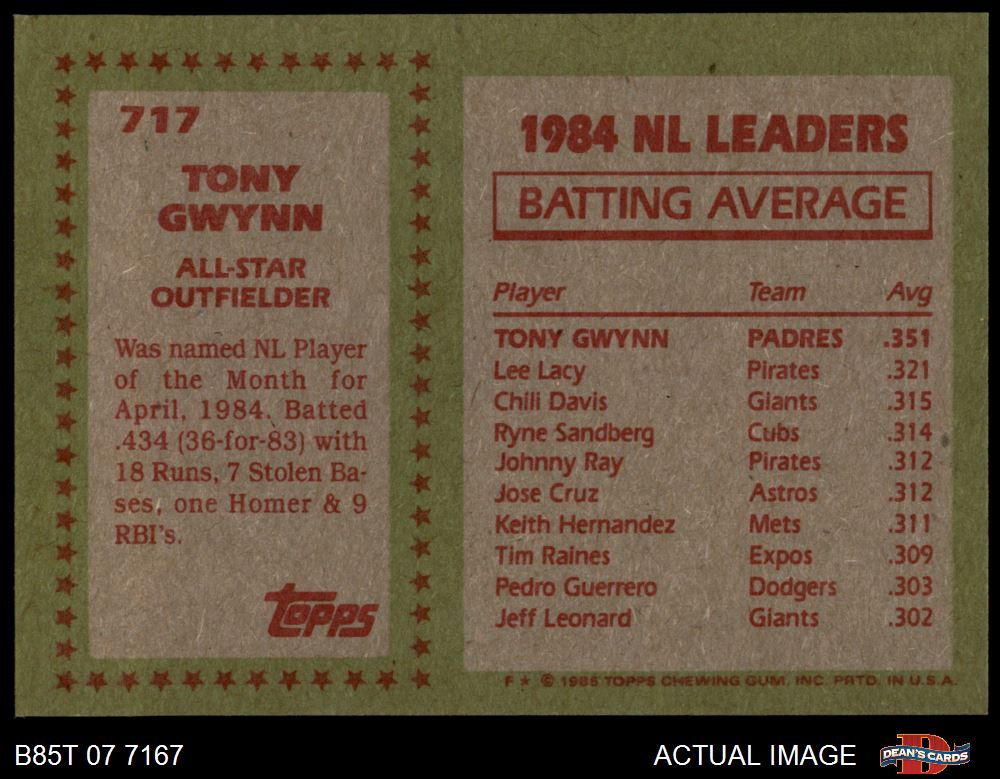 717
TONY
GWYNN
ALL-STAR
OUTFIELDER
Was named NL Player
of the Month for
April, 1984. Batted
.434 (36-for-83) with
18 Runs, 7 Stolen Ba-
ses, one Homer & 9
RBI's.
topps
1984 NL LEADERS
BATTING AVERAGE
Player Team Avg
TONY GWYNN PADRES .351
Lee Lacy Pirates .321
Chili Davis Giants .315
Ryne Sandberg Cubs .314
Johnny Ray Pirates .312
Jose Cruz Astros .312
Keith Hernandez Mets .311
Tim Raines Expos .309
Pedro Guerrero Dodgers .303
Jeff Leonard Giants .302
F ★ © 1985 TOPPS CHEWING GUM, INC. PRTD. IN U.S.A.
B85T 07 7167
ACTUAL IMAGE
D
DEAN'S CARDS